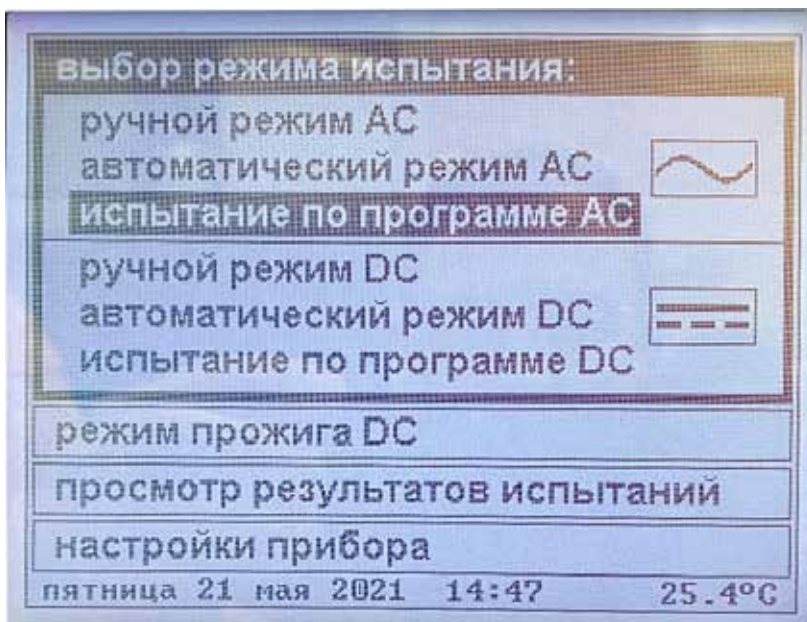 выбор режима испытания:
ручной режим AC
автоматический режим AC
испытание по программе AC
ручной режим DC
автоматический режим DC
испытание по программе DC
режим прожига DC
просмотр результатов испытаний
настройки прибора
пятница 21 мая 2021 14:47 25.4°C